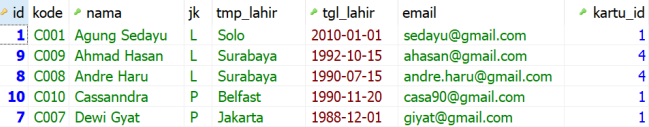 id kode nama jk tmp_lahir tgl_lahir email kartu_id
1 C001 Agung Sedayu L Solo 2010-01-01 sedayu@gmail.com 1
9 C009 Ahmad Hasan L Surabaya 1992-10-15 ahasan@gmail.com 4
8 C008 Andre Haru L Surabaya 1990-07-15 andre.haru@gmail.com 4
10 C010 Cassanndra P Belfast 1990-11-20 casa90@gmail.com 1
7 C007 Dewi Gyat P Jakarta 1988-12-01 giyat@gmail.com 1